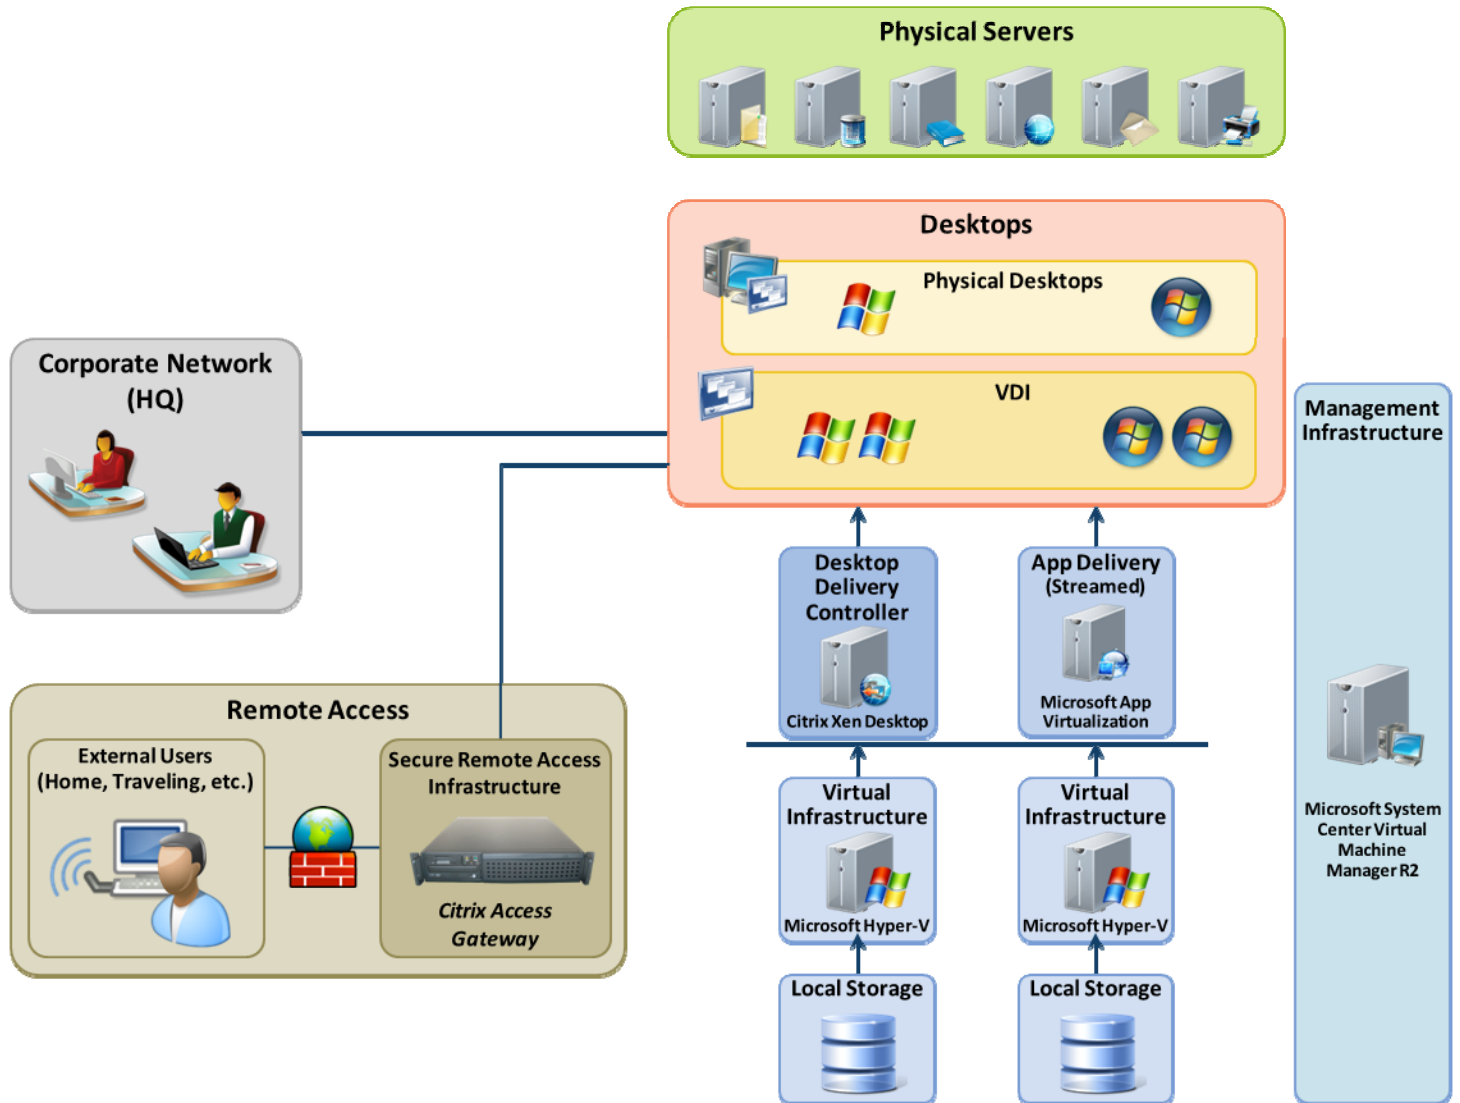 Physical Servers
Desktops
Physical Desktops
VDI
Corporate Network
(HQ)
Management
Infrastructure
Microsoft System
Center Virtual
Machine
Manager R2
Desktop
Delivery
Controller
Citrix Xen Desktop
App Delivery
(Streamed)
Microsoft App
Virtualization
Remote Access
External Users
(Home, Traveling, etc.)
Secure Remote Access
Infrastructure
Citrix Access
Gateway
Virtual
Infrastructure
Microsoft Hyper-V
Virtual
Infrastructure
Microsoft Hyper-V
Local Storage
Local Storage